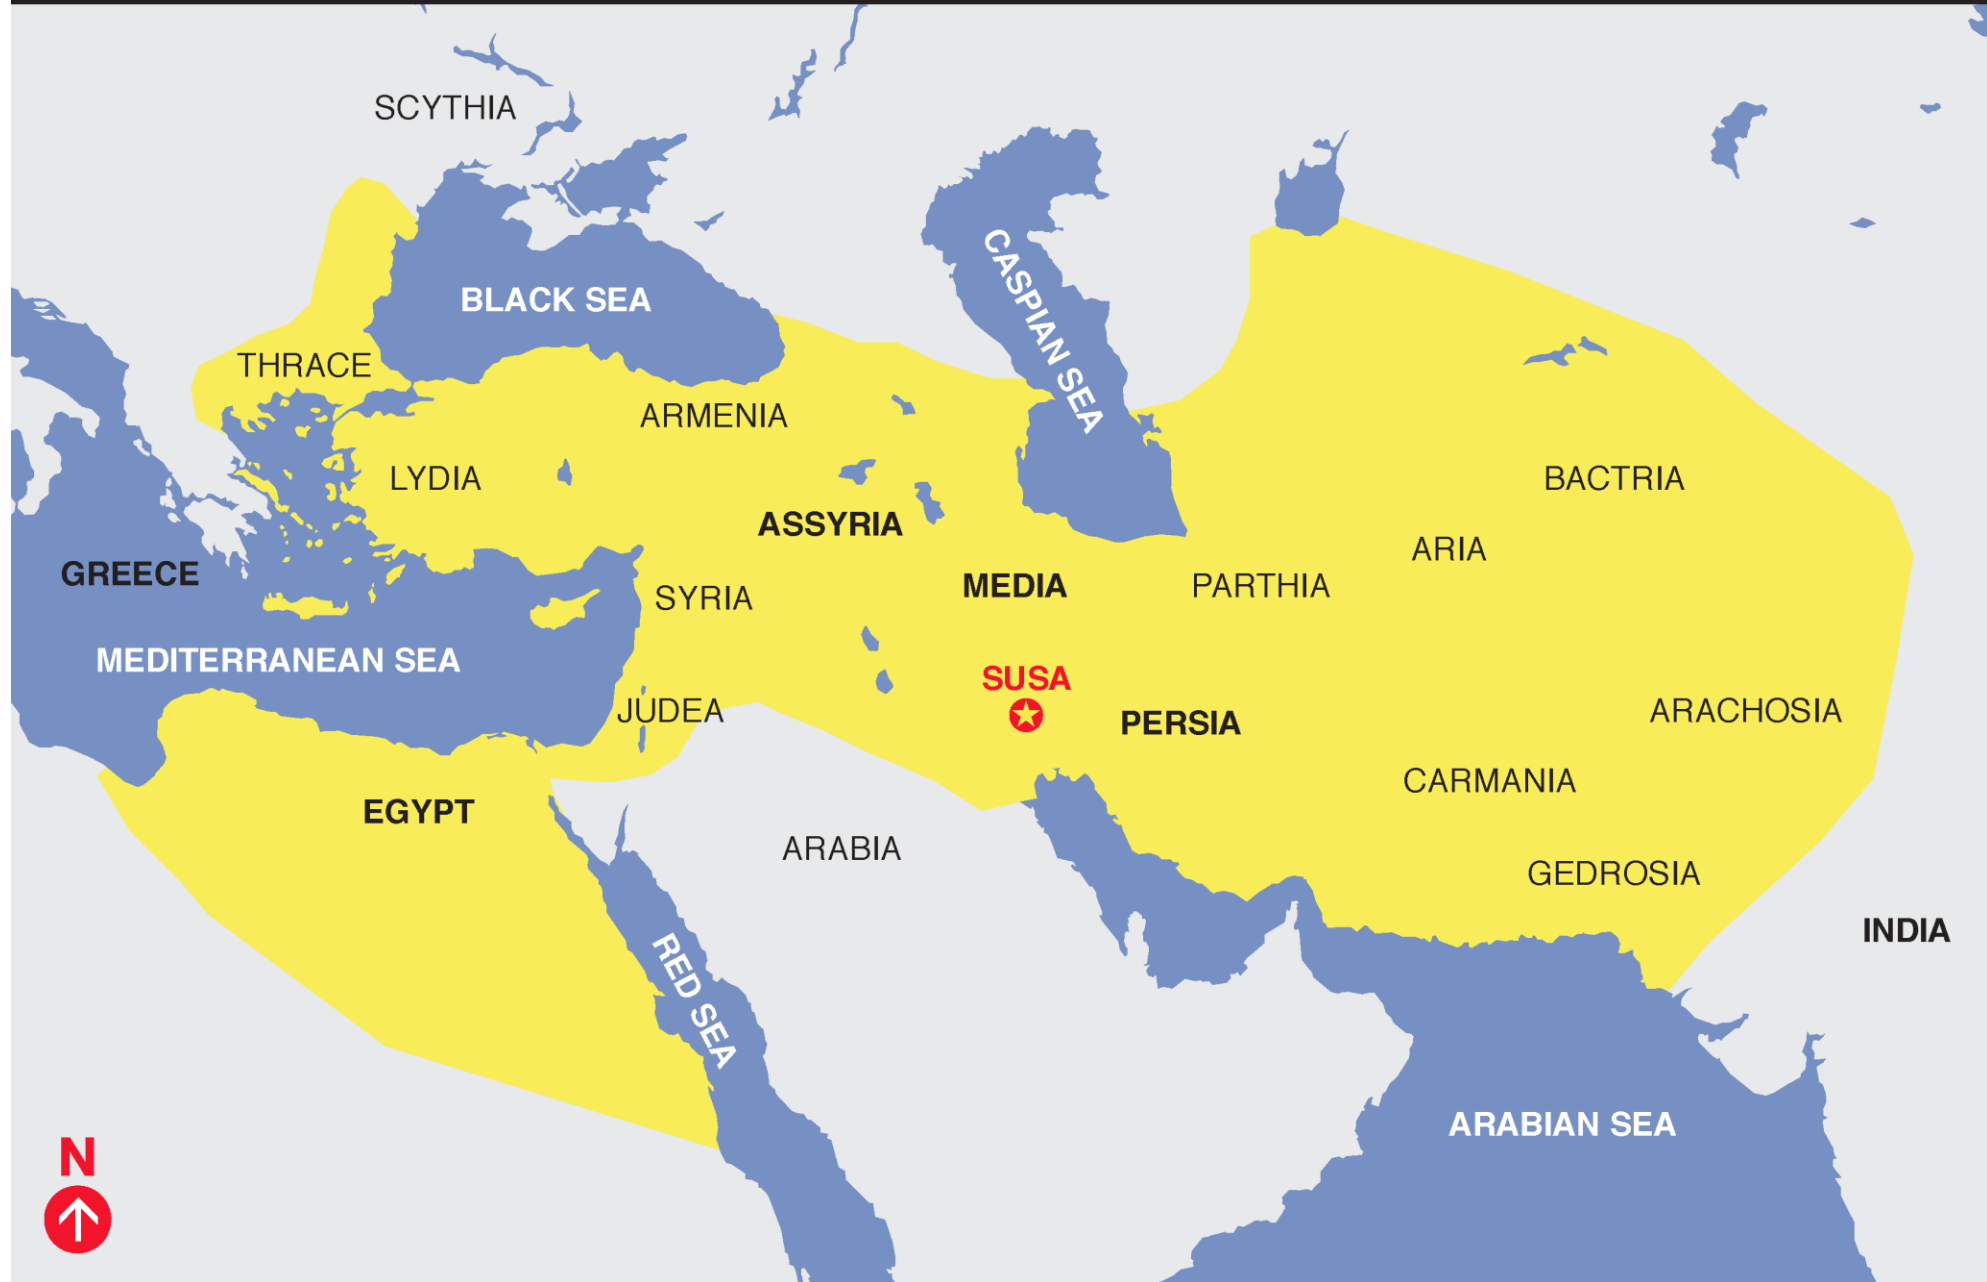 SCYTHIA
CASPIAN SEA
BLACK SEA
THRACE
ARMENIA
LYDIA
BACTRIA
ASSYRIA
ARIA
GREECE
MEDIA
PARTHIA
SYRIA
MEDITERRANEAN SEA
SUSA
JUDEA
PERSIA
ARACHOSIA
CARMANIA
EGYPT
ARABIA
GEDROSIA
INDIA
RED SEA
ARABIAN SEA
N